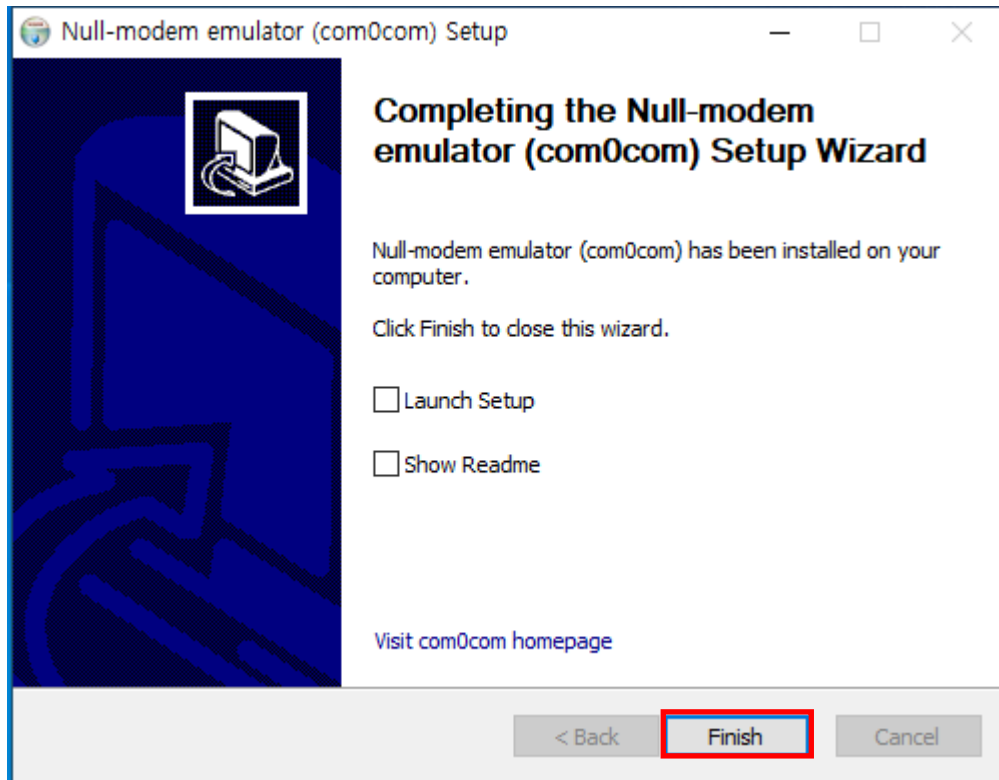 Null-modem emulator (com0com) Setup
Completing the Null-modem
emulator (com0com) Setup Wizard
Null-modem emulator (com0com) has been installed on your
computer.
Click Finish to close this wizard.
Launch Setup
Show Readme
Visit com0com homepage
< Back
Finish
Cancel